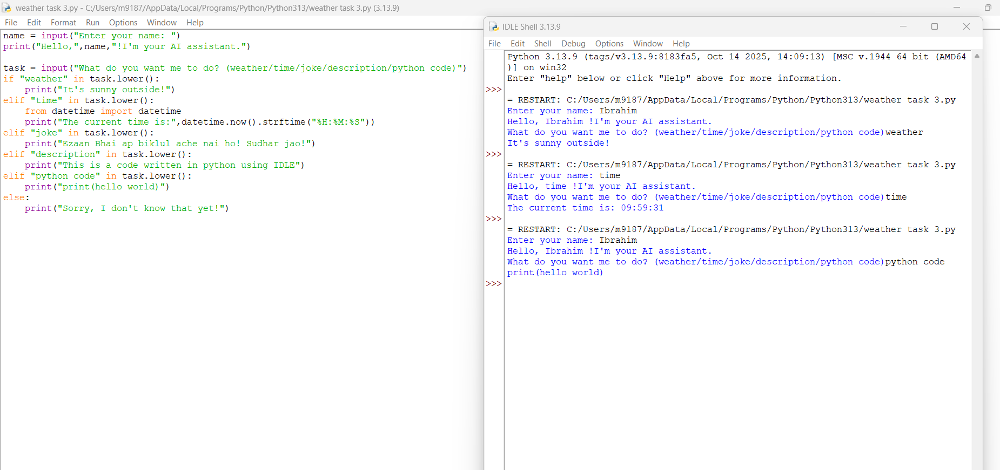 weather task 3.py - C:/Users/m9187/AppData/Local/Programs/Python/Python313/weather task 3.py (3.13.9)
File Edit Format Run Options Window Help
name = input("Enter your name: ")
print("Hello,",name,"!I'm your AI assistant.")
task = input("What do you want me to do? (weather/time/joke/description/python code)")
if "weather" in task.lower():
    print("It's sunny outside!")
elif "time" in task.lower():
    from datetime import datetime
    print("The current time is:",datetime.now().strftime("%H:%M:%S"))
elif "joke" in task.lower():
    print("Ezaan Bhai ap biklul ache nai ho! Sudhar jao!")
elif "description" in task.lower():
    print("This is a code written in python using IDLE")
elif "python code" in task.lower():
    print("print(hello world)")
else:
    print("Sorry, I don't know that yet!")
IDLE Shell 3.13.9
File Edit Shell Debug Options Window Help
Python 3.13.9 (tags/v3.13.9:8183fa5, Oct 14 2025, 14:09:13) [MSC v.1944 64 bit (AMD64
)] on win32
Enter "help" below or click "Help" above for more information.
>>>
= RESTART: C:/Users/m9187/AppData/Local/Programs/Python/Python313/weather task 3.py
Enter your name: Ibrahim
Hello, Ibrahim !I'm your AI assistant.
What do you want me to do? (weather/time/joke/description/python code)weather
It's sunny outside!
>>>
= RESTART: C:/Users/m9187/AppData/Local/Programs/Python/Python313/weather task 3.py
Enter your name: time
Hello, time !I'm your AI assistant.
What do you want me to do? (weather/time/joke/description/python code)time
The current time is: 09:59:31
>>>
= RESTART: C:/Users/m9187/AppData/Local/Programs/Python/Python313/weather task 3.py
Enter your name: Ibrahim
Hello, Ibrahim !I'm your AI assistant.
What do you want me to do? (weather/time/joke/description/python code)python code
print(hello world)
>>>